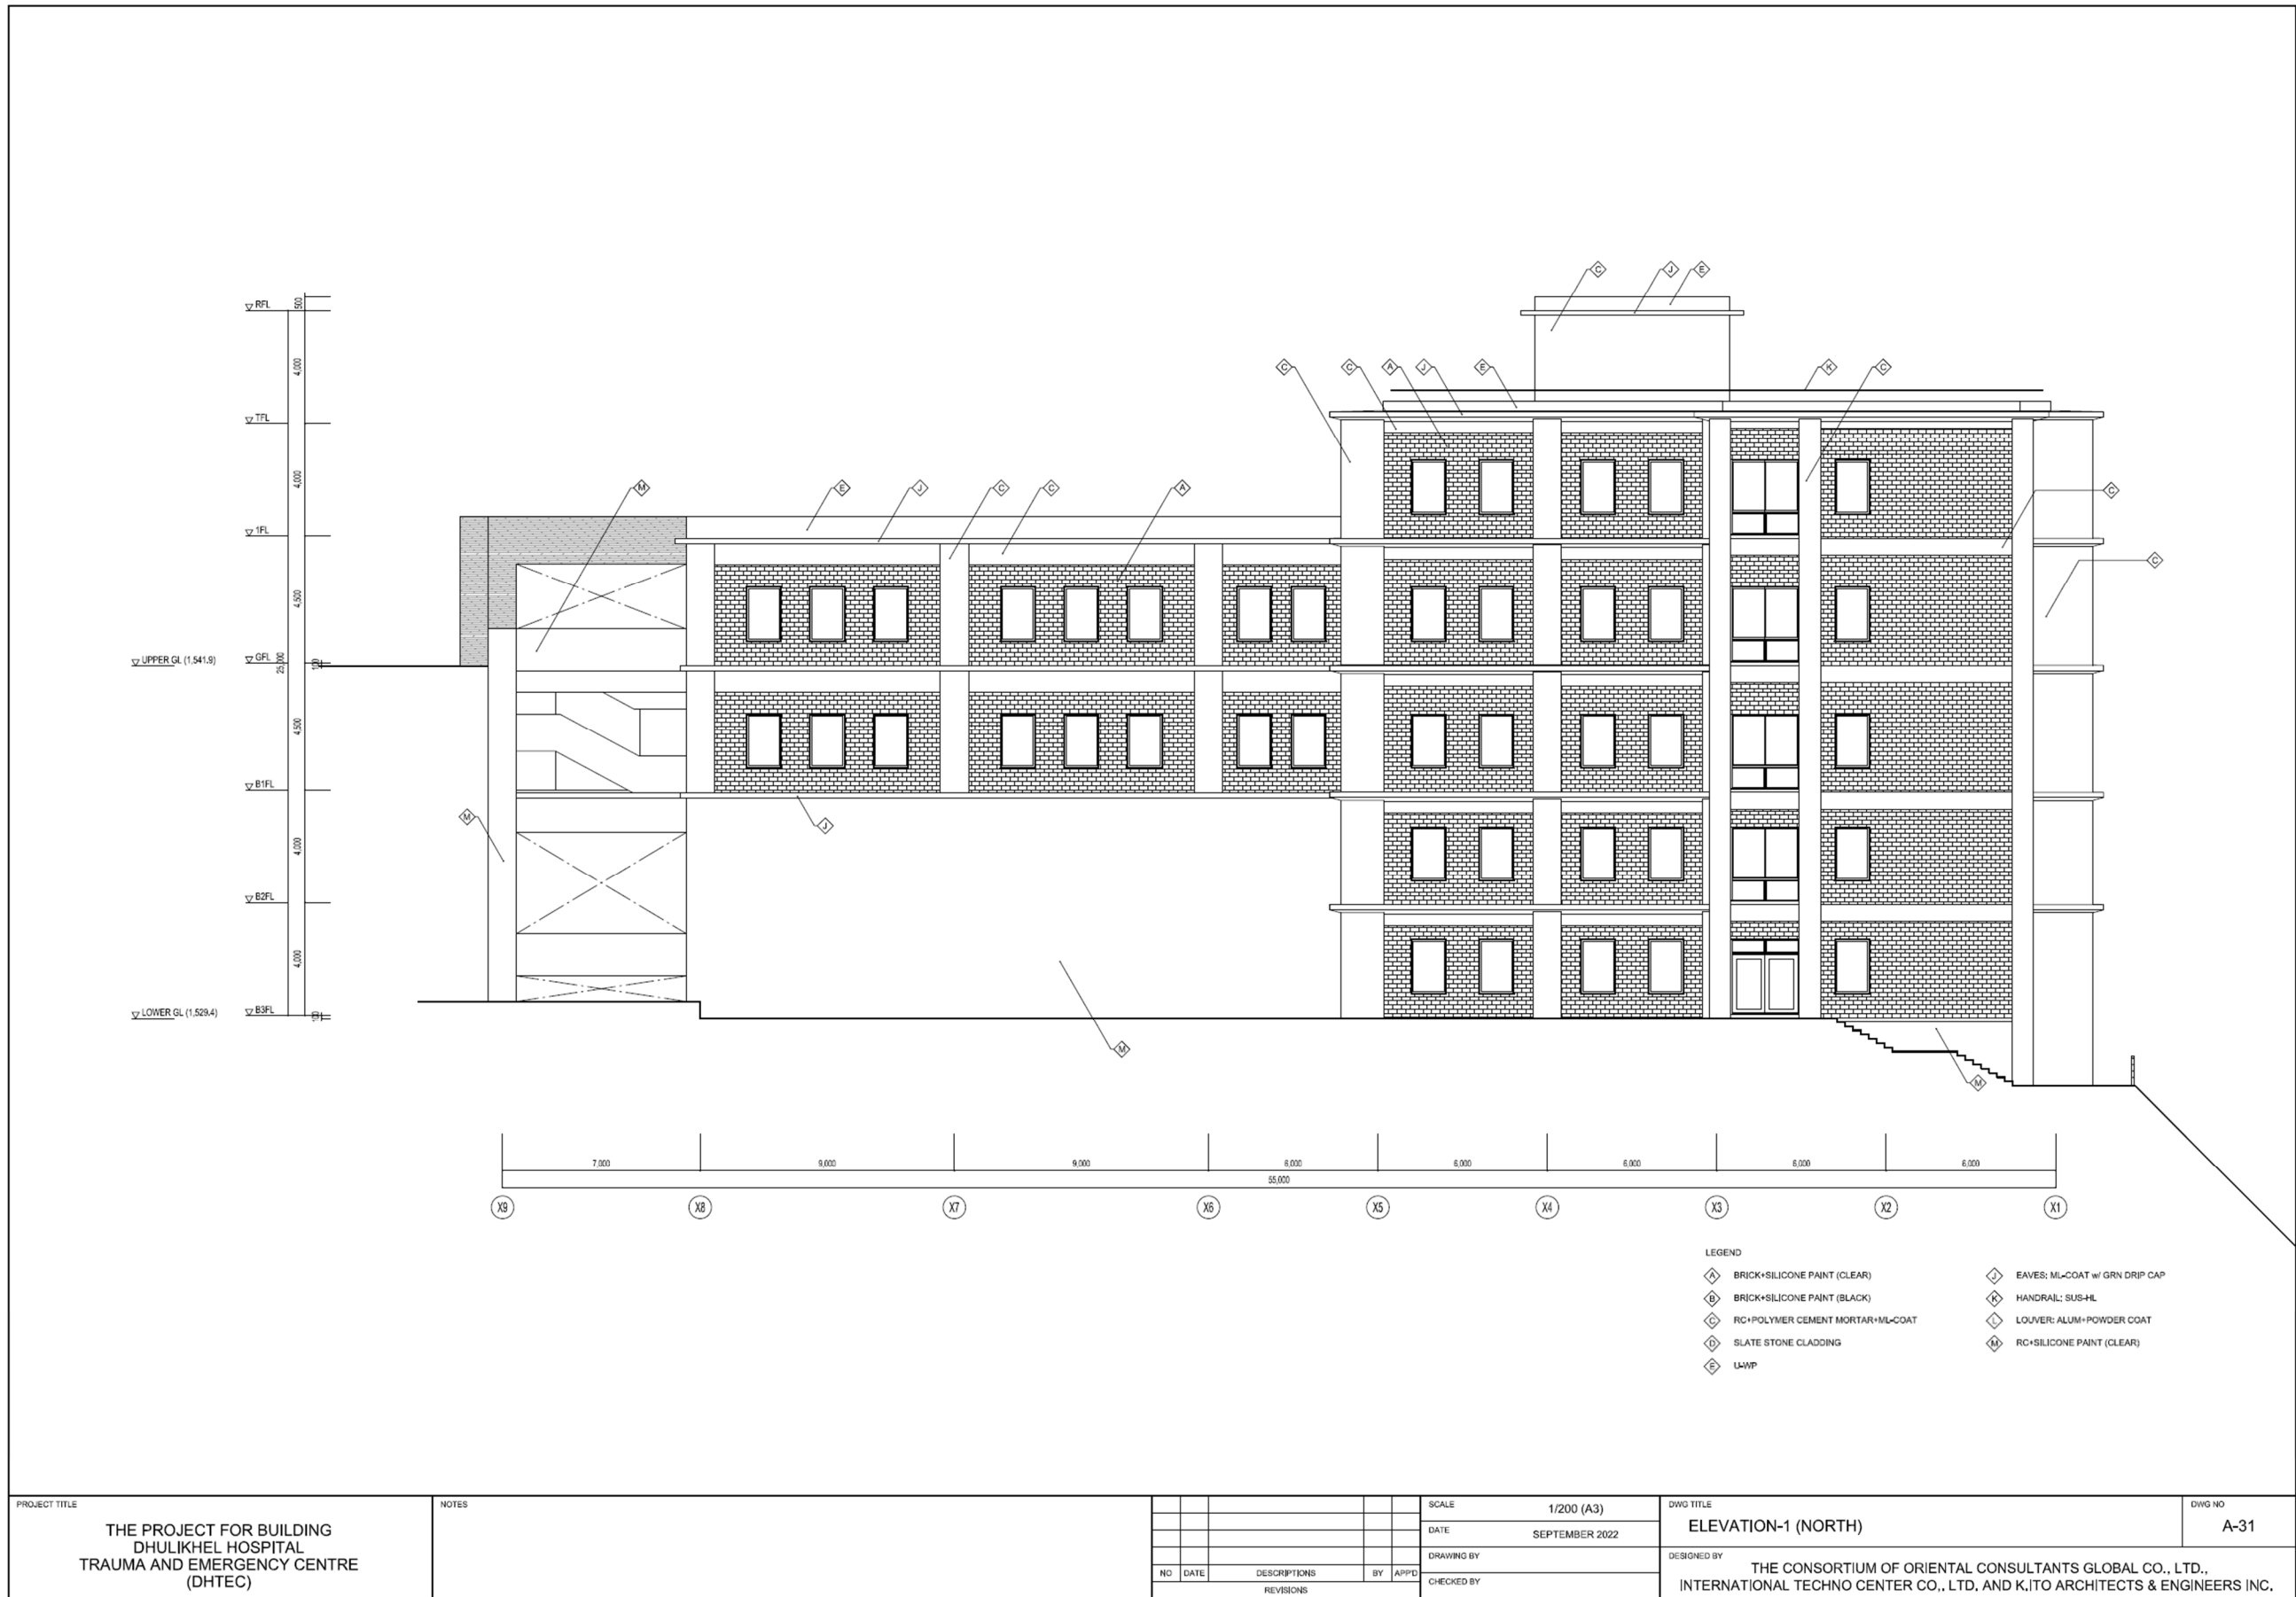 C
J
E
RFL
500
4,000
C
C
A
J
E
K
C
TFL
4,000
M
E
J
C
C
A
C
1FL
C
4,500
UPPER GL (1,541.9)
GFL
25,000
100
4,500
B1FL
M
J
4,000
B2FL
4,000
LOWER GL (1,529.4)
B3FL
100
M
M
7,000
9,000
9,000
6,000
6,000
6,000
6,000
6,000
55,000
X9
X8
X7
X6
X5
X4
X3
X2
X1
LEGEND
A BRICK+SILICONE PAINT (CLEAR)
B BRICK+SILICONE PAINT (BLACK)
C RC+POLYMER CEMENT MORTAR+ML-COAT
D SLATE STONE CLADDING
E U-WP
J EAVES; ML-COAT w/ GRN DRIP CAP
K HANDRAIL; SUS-HL
L LOUVER: ALUM+POWDER COAT
M RC+SILICONE PAINT (CLEAR)
PROJECT TITLE
THE PROJECT FOR BUILDING
DHULIKHEL HOSPITAL
TRAUMA AND EMERGENCY CENTRE
(DHTEC)
NOTES
NO DATE DESCRIPTIONS BY APP'D
REVISIONS
SCALE 1/200 (A3)
DATE SEPTEMBER 2022
DRAWING BY
CHECKED BY
DWG TITLE
ELEVATION-1 (NORTH)
DWG NO
A-31
DESIGNED BY
THE CONSORTIUM OF ORIENTAL CONSULTANTS GLOBAL CO., LTD.,
INTERNATIONAL TECHNO CENTER CO., LTD. AND K.ITO ARCHITECTS & ENGINEERS INC.